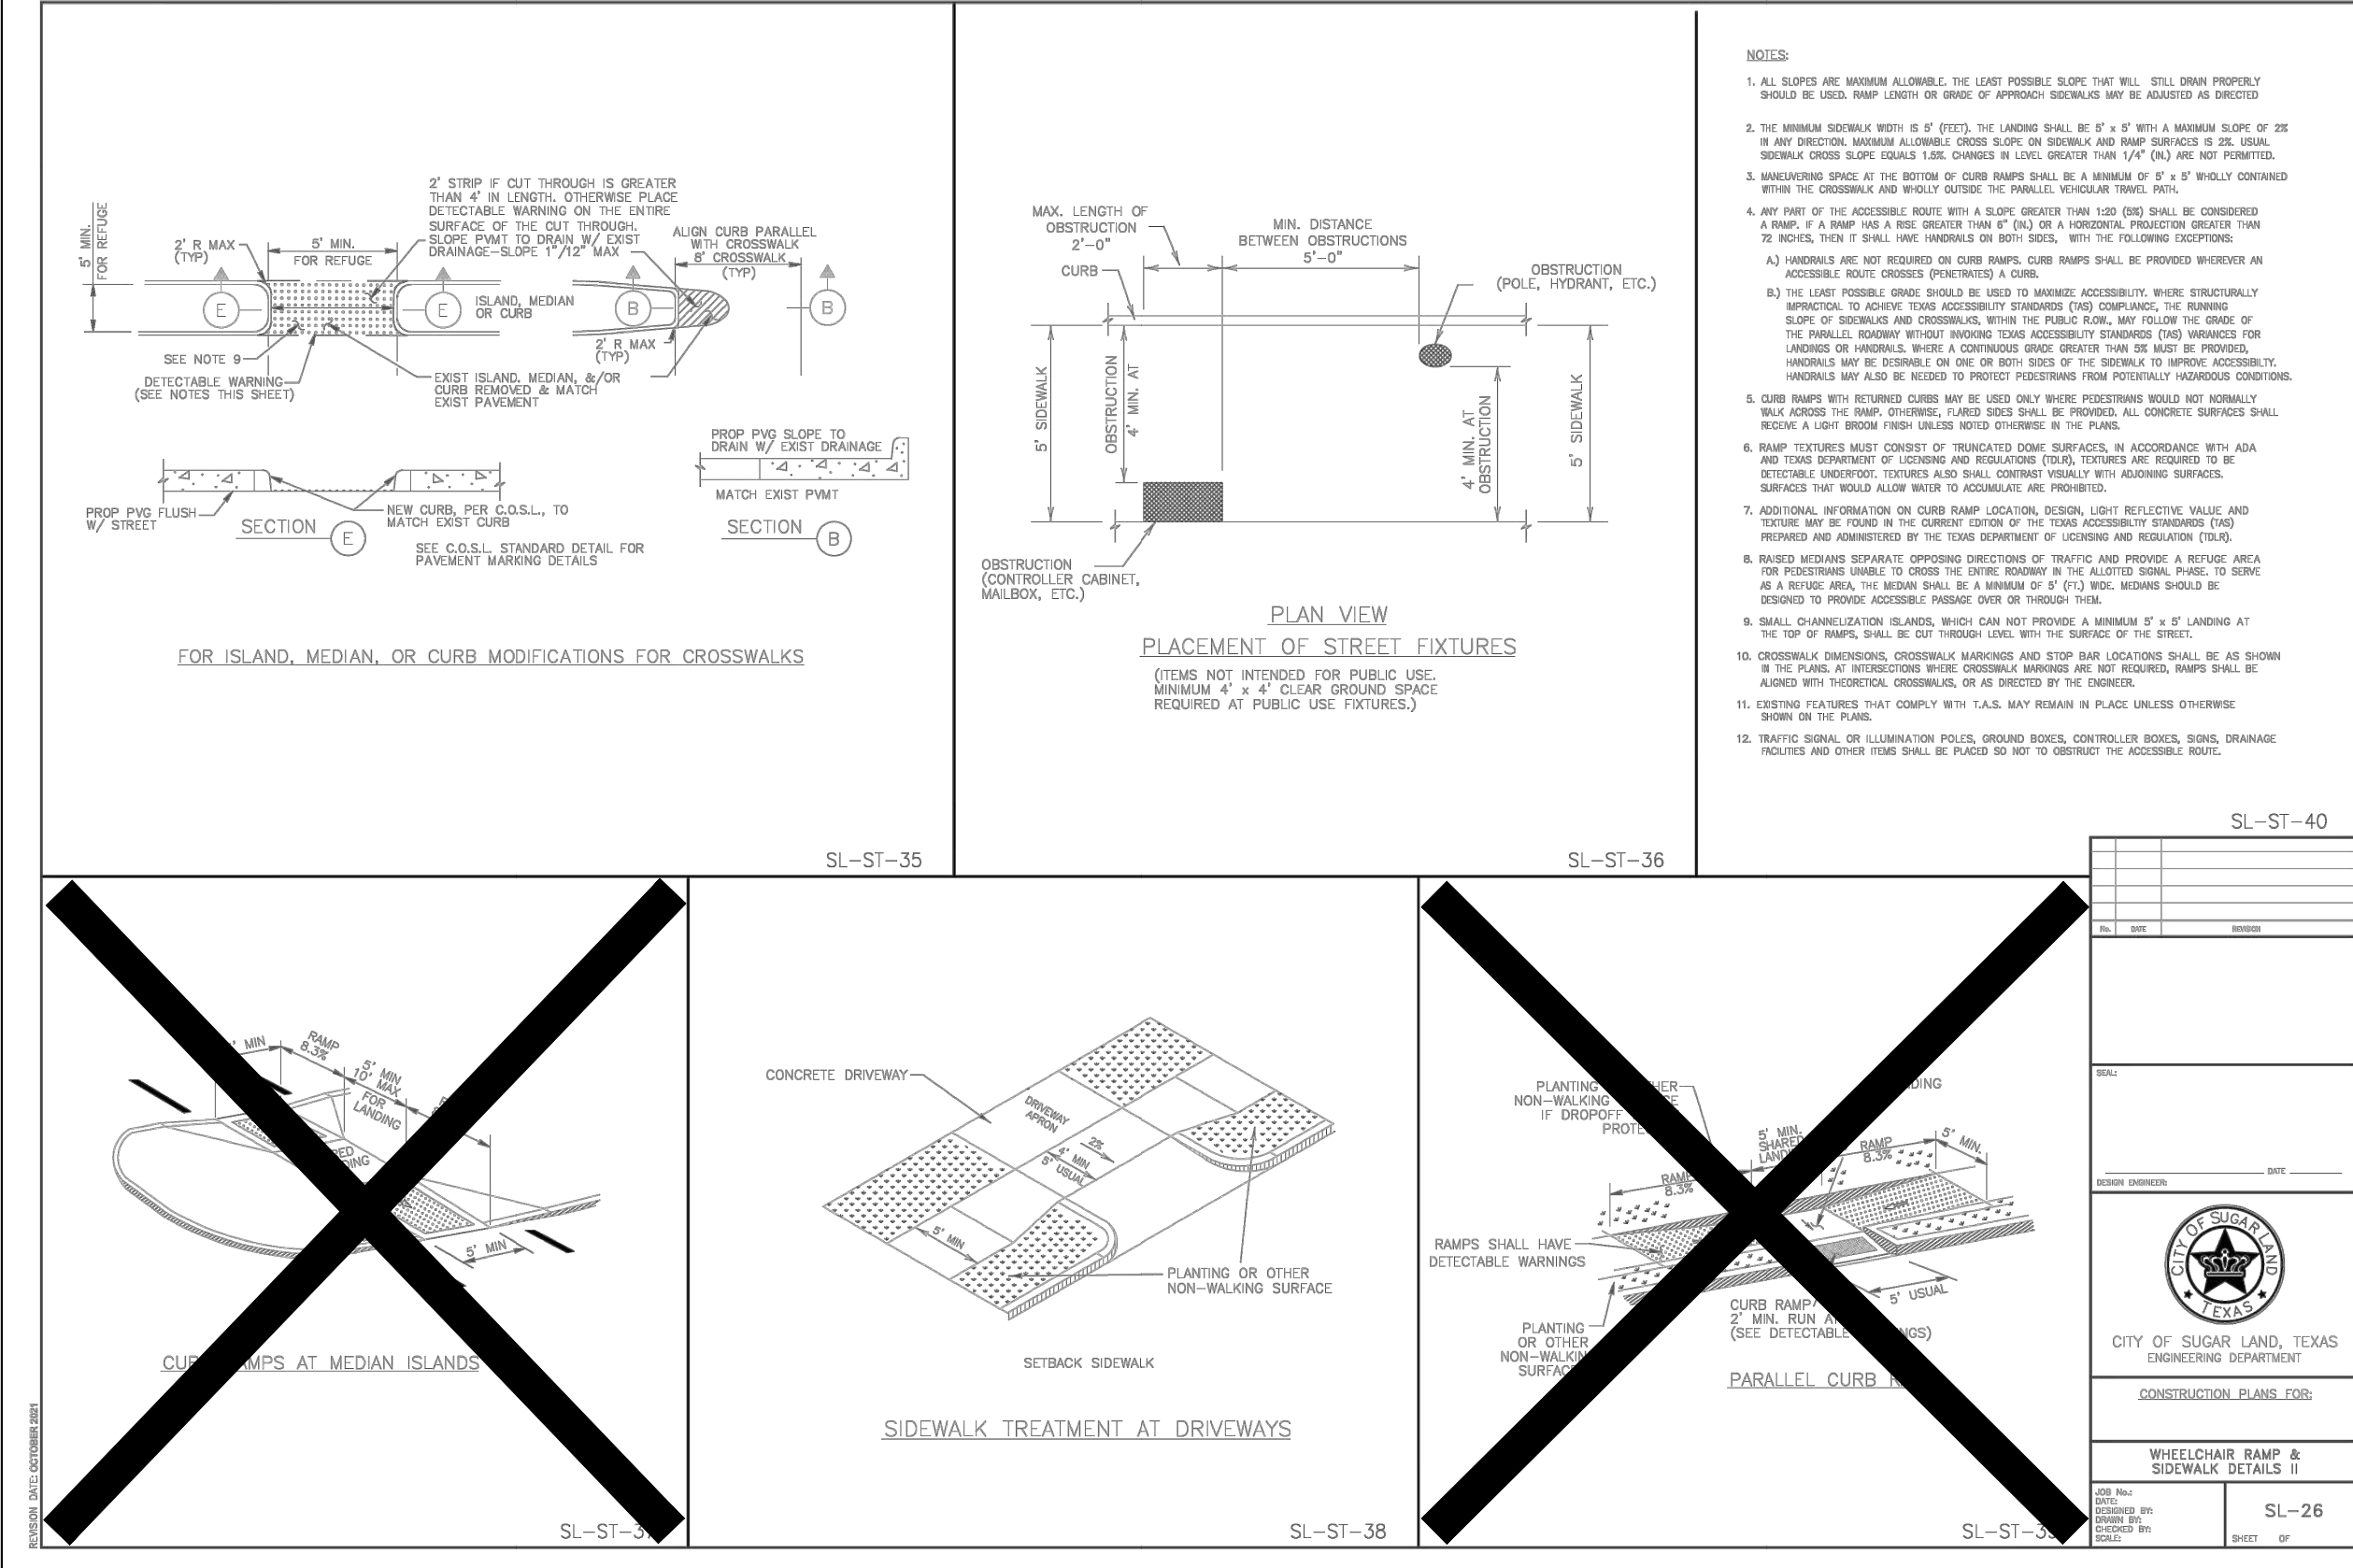 2' STRIP IF CUT THROUGH IS GREATER
THAN 4' IN LENGTH. OTHERWISE PLACE
DETECTABLE WARNING ON THE ENTIRE
SURFACE OF THE CUT THROUGH.
SLOPE PVMT TO DRAIN W/ EXIST
DRAINAGE-SLOPE 1"/12" MAX
5' MIN.
FOR REFUGE
2' R MAX
(TYP)
5' MIN.
FOR REFUGE
ALIGN CURB PARALLEL
WITH CROSSWALK
8' CROSSWALK
(TYP)
E
E
ISLAND, MEDIAN
OR CURB
B
B
2' R MAX
(TYP)
SEE NOTE 9
DETECTABLE WARNING
(SEE NOTES THIS SHEET)
EXIST ISLAND, MEDIAN, &/OR
CURB REMOVED & MATCH
EXIST PAVEMENT
PROP PVG SLOPE TO
DRAIN W/ EXIST DRAINAGE
MATCH EXIST PVMT
PROP PVG FLUSH
W/ STREET
NEW CURB, PER C.O.S.L., TO
MATCH EXIST CURB
SECTION E
SECTION B
SEE C.O.S.L. STANDARD DETAIL FOR
PAVEMENT MARKING DETAILS
FOR ISLAND, MEDIAN, OR CURB MODIFICATIONS FOR CROSSWALKS
SL-ST-35
MAX. LENGTH OF
OBSTRUCTION
2'-0"
MIN. DISTANCE
BETWEEN OBSTRUCTIONS
5'-0"
CURB
OBSTRUCTION
(POLE, HYDRANT, ETC.)
5' SIDEWALK
4' MIN. AT
OBSTRUCTION
4' MIN. AT
OBSTRUCTION
5' SIDEWALK
OBSTRUCTION
(CONTROLLER CABINET,
MAILBOX, ETC.)
PLAN VIEW
PLACEMENT OF STREET FIXTURES
(ITEMS NOT INTENDED FOR PUBLIC USE.
MINIMUM 4' x 4' CLEAR GROUND SPACE
REQUIRED AT PUBLIC USE FIXTURES.)
SL-ST-36
NOTES:
1. ALL SLOPES ARE MAXIMUM ALLOWABLE. THE LEAST POSSIBLE SLOPE THAT WILL STILL DRAIN PROPERLY
SHOULD BE USED. RAMP LENGTH OR GRADE OF APPROACH SIDEWALKS MAY BE ADJUSTED AS DIRECTED
2. THE MINIMUM SIDEWALK WIDTH IS 5' (FEET). THE LANDING SHALL BE 5' x 5' WITH A MAXIMUM SLOPE OF 2%
IN ANY DIRECTION. MAXIMUM ALLOWABLE CROSS SLOPE ON SIDEWALK AND RAMP SURFACES IS 2%. USUAL
SIDEWALK CROSS SLOPE EQUALS 1.5%. CHANGES IN LEVEL GREATER THAN 1/4" (IN.) ARE NOT PERMITTED.
3. MANEUVERING SPACE AT THE BOTTOM OF CURB RAMPS SHALL BE A MINIMUM OF 5' x 5' WHOLLY CONTAINED
WITHIN THE CROSSWALK AND WHOLLY OUTSIDE THE PARALLEL VEHICULAR TRAVEL PATH.
4. ANY PART OF THE ACCESSIBLE ROUTE WITH A SLOPE GREATER THAN 1:20 (5%) SHALL BE CONSIDERED
A RAMP. IF A RAMP HAS A RISE GREATER THAN 6" (IN.) OR A HORIZONTAL PROJECTION GREATER THAN
72 INCHES, THEN IT SHALL HAVE HANDRAILS ON BOTH SIDES, WITH THE FOLLOWING EXCEPTIONS:
A.) HANDRAILS ARE NOT REQUIRED ON CURB RAMPS. CURB RAMPS SHALL BE PROVIDED WHEREVER AN
ACCESSIBLE ROUTE CROSSES (PENETRATES) A CURB.
B.) THE LEAST POSSIBLE GRADE SHOULD BE USED TO MAXIMIZE ACCESSIBILITY. WHERE STRUCTURALLY
IMPRACTICAL TO ACHIEVE TEXAS ACCESSIBILITY STANDARDS (TAS) COMPLIANCE, THE RUNNING
SLOPE OF SIDEWALKS AND CROSSWALKS, WITHIN THE PUBLIC R.OW., MAY FOLLOW THE GRADE OF
THE PARALLEL ROADWAY WITHOUT INVOKING TEXAS ACCESSIBILITY STANDARDS (TAS) VARIANCES FOR
LANDINGS OR HANDRAILS. WHERE A CONTINUOUS GRADE GREATER THAN 5% MUST BE PROVIDED,
HANDRAILS MAY BE DESIRABLE ON ONE OR BOTH SIDES OF THE SIDEWALK TO IMPROVE ACCESSIBILTY.
HANDRAILS MAY ALSO BE NEEDED TO PROTECT PEDESTRIANS FROM POTENTIALLY HAZARDOUS CONDITIONS.
5. CURB RAMPS WITH RETURNED CURBS MAY BE USED ONLY WHERE PEDESTRIANS WOULD NOT NORMALLY
WALK ACROSS THE RAMP. OTHERWISE, FLARED SIDES SHALL BE PROVIDED. ALL CONCRETE SURFACES SHALL
RECEIVE A LIGHT BROOM FINISH UNLESS NOTED OTHERWISE IN THE PLANS.
6. RAMP TEXTURES MUST CONSIST OF TRUNCATED DOME SURFACES, IN ACCORDANCE WITH ADA
AND TEXAS DEPARTMENT OF LICENSING AND REGULATIONS (TDLR), TEXTURES ARE REQUIRED TO BE
DETECTABLE UNDERFOOT. TEXTURES ALSO SHALL CONTRAST VISUALLY WITH ADJOINING SURFACES.
SURFACES THAT WOULD ALLOW WATER TO ACCUMULATE ARE PROHIBITED.
7. ADDITIONAL INFORMATION ON CURB RAMP LOCATION, DESIGN, LIGHT REFLECTIVE VALUE AND
TEXTURE MAY BE FOUND IN THE CURRENT EDITION OF THE TEXAS ACCESSIBILTIY STANDARDS (TAS)
PREPARED AND ADMINISTERED BY THE TEXAS DEPARTMENT OF LICENSING AND REGULATION (TDLR).
8. RAISED MEDIANS SEPARATE OPPOSING DIRECTIONS OF TRAFFIC AND PROVIDE A REFUGE AREA
FOR PEDESTRIANS UNABLE TO CROSS THE ENTIRE ROADWAY IN THE ALLOTTED SIGNAL PHASE. TO SERVE
AS A REFUGE AREA, THE MEDIAN SHALL BE A MINIMUM OF 5' (FT.) WIDE. MEDIANS SHOULD BE
DESIGNED TO PROVIDE ACCESSIBLE PASSAGE OVER OR THROUGH THEM.
9. SMALL CHANNELIZATION ISLANDS, WHICH CAN NOT PROVIDE A MINIMUM 5' x 5' LANDING AT
THE TOP OF RAMPS, SHALL BE CUT THROUGH LEVEL WITH THE SURFACE OF THE STREET.
10. CROSSWALK DIMENSIONS, CROSSWALK MARKINGS AND STOP BAR LOCATIONS SHALL BE AS SHOWN
IN THE PLANS. AT INTERSECTIONS WHERE CROSSWALK MARKINGS ARE NOT REQUIRED, RAMPS SHALL BE
ALIGNED WITH THEORETICAL CROSSWALKS, OR AS DIRECTED BY THE ENGINEER.
11. EXISTING FEATURES THAT COMPLY WITH T.A.S. MAY REMAIN IN PLACE UNLESS OTHERWISE
SHOWN ON THE PLANS.
12. TRAFFIC SIGNAL OR ILLUMINATION POLES, GROUND BOXES, CONTROLLER BOXES, SIGNS, DRAINAGE
FACILITIES AND OTHER ITEMS SHALL BE PLACED SO NOT TO OBSTRUCT THE ACCESSIBLE ROUTE.
SL-ST-40
' MIN
RAMP
8.3%
5' MIN
10' MAX
FOR
LANDING
5' MIN
AMPS AT MEDIAN ISLANDS
SL-ST-3
CONCRETE DRIVEWAY
DRIVEWAY
APRON
2%
4' MIN
5' USUAL
5' MIN
PLANTING OR OTHER
NON-WALKING SURFACE
SETBACK SIDEWALK
SIDEWALK TREATMENT AT DRIVEWAYS
SL-ST-38
PLANTING
NON-WALKING
IF DROPOFF
5' MIN.
SHARED
RAMP
8.3%
5' MIN.
RAMP
8.3%
RAMPS SHALL HAVE
DETECTABLE WARNINGS
5' USUAL
CURB RAMP
2' MIN. RUN
(SEE DETECTABLE
PLANTING
OR OTHER
PARALLEL CURB
SL-ST-3
No. DATE REVISION
SEAL:
DATE
DESIGN ENGINEER:
CITY OF SUGAR LAND
TEXAS
CITY OF SUGAR LAND, TEXAS
ENGINEERING DEPARTMENT
CONSTRUCTION PLANS FOR:
WHEELCHAIR RAMP &
SIDEWALK DETAILS II
JOB No.:
DATE:
DESIGNED BY:
DRAWN BY:
CHECKED BY:
SCALE:
SL-26
SHEET OF
REVISION DATE: OCTOBER 2021